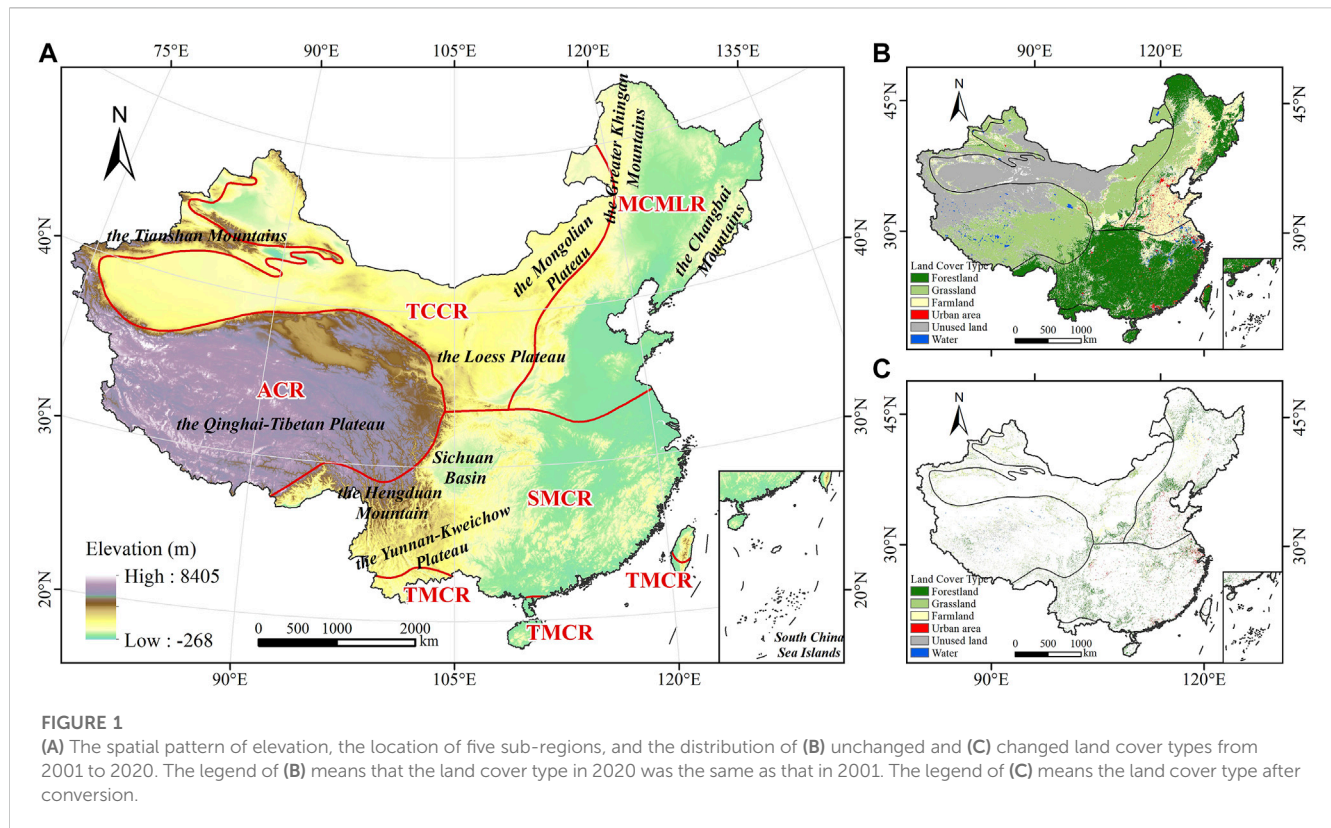 A
75°E
90°E
105°E
120°E
135°E
N
40°N
30°N
20°N
40°N
30°N
20°N
90°E
105°E
120°E
the Tianshan Mountains
the Greater Khingan
Mountains
MCMLR
the Changbai
Mountains
the Mongolian
Plateau
TCCR
the Loess Plateau
ACR
the Qinghai-Tibetan Plateau
Sichuan
Basin
the Hengduan
Mountain
SMCR
the Yunnan-Kweichow
Plateau
TMCR
TMCR
TMCR
South China
Sea Islands
Elevation (m)
High : 8405
Low : -268
0 500 1000 2000
km
B
90°E
120°E
N
45°N
30°N
45°N
30°N
Land Cover Type
Forestland
Grassland
Farmland
Urban area
Unused land
Water
0 500 1000
km
C
N
45°N
30°N
45°N
30°N
Land Cover Type
Forestland
Grassland
Farmland
Urban area
Unused land
Water
0 500 1000
km
90°E
120°E
FIGURE 1
(A) The spatial pattern of elevation, the location of five sub-regions, and the distribution of (B) unchanged and (C) changed land cover types from
2001 to 2020. The legend of (B) means that the land cover type in 2020 was the same as that in 2001. The legend of (C) means the land cover type after
conversion.